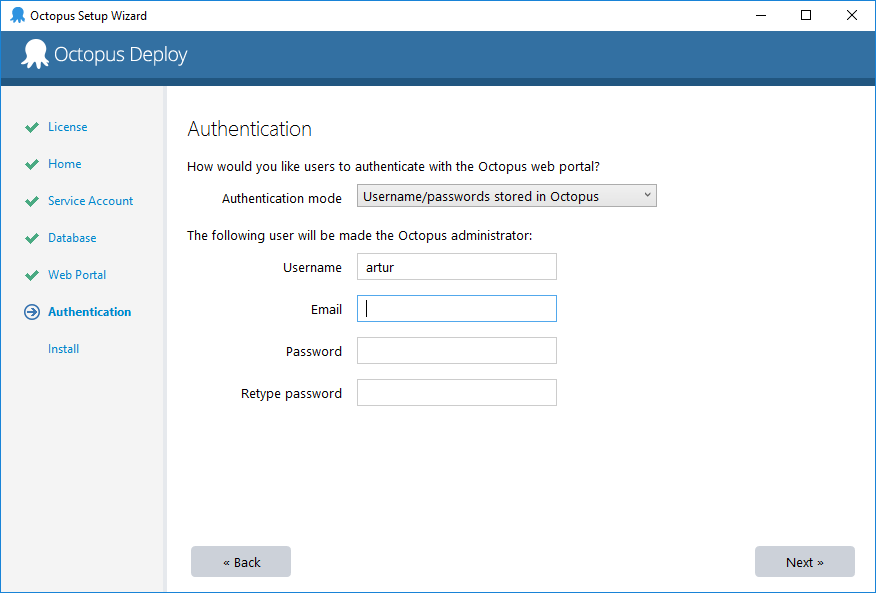 Octopus Setup Wizard
Octopus Deploy
License
Home
Service Account
Database
Web Portal
Authentication
Install
Authentication
How would you like users to authenticate with the Octopus web portal?
Authentication mode Username/passwords stored in Octopus
The following user will be made the Octopus administrator:
Username artur
Email
Password
Retype password
« Back Next »